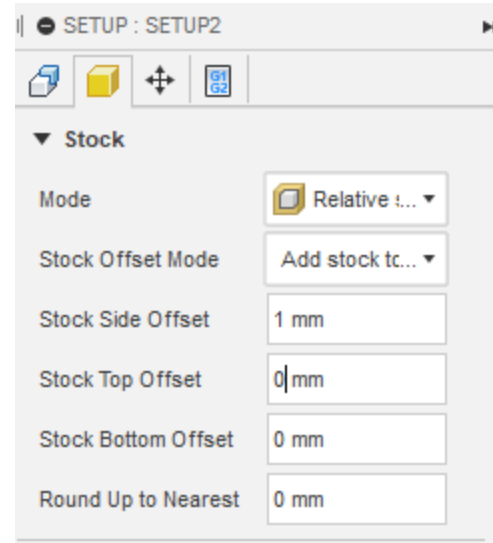 SETUP : SETUP2
G1
G2
Stock
Mode
Relative s...
Stock Offset Mode
Add stock to...
Stock Side Offset
1 mm
Stock Top Offset
0 mm
Stock Bottom Offset
0 mm
Round Up to Nearest
0 mm